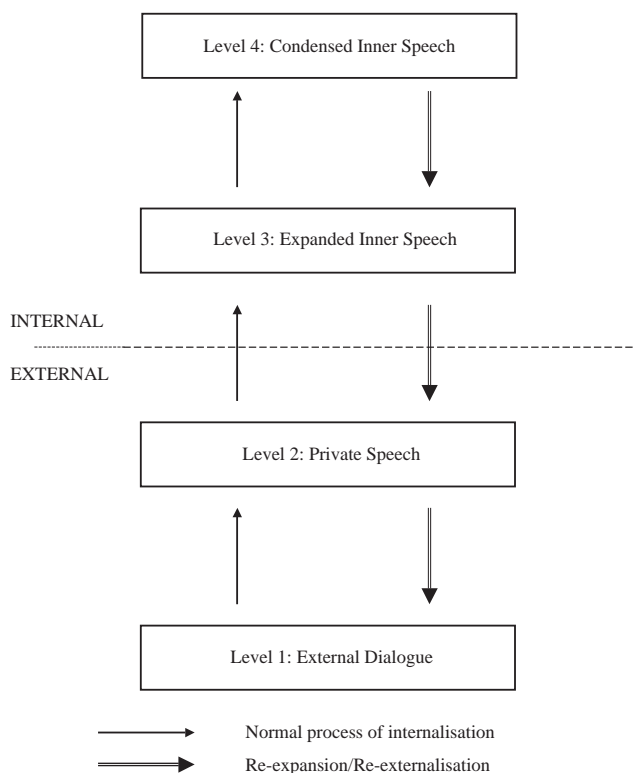 Level 4: Condensed Inner Speech
Level 3: Expanded Inner Speech
INTERNAL
EXTERNAL
Level 2: Private Speech
Level 1: External Dialogue
Normal process of internalisation
Re-expansion/Re-externalisation